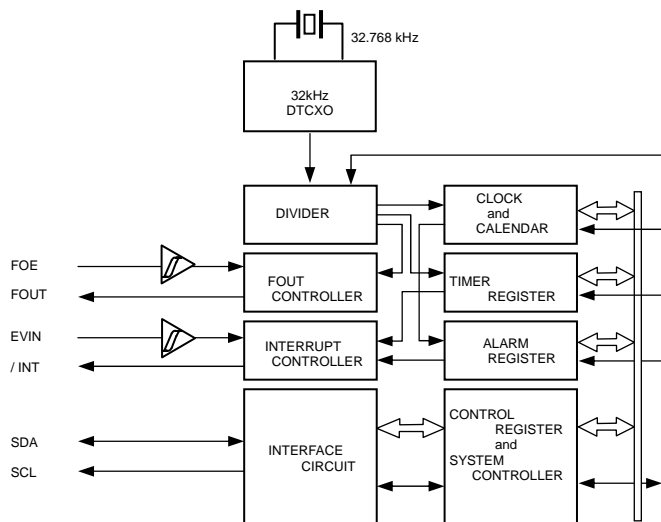 32.768 kHz
32kHz
DTCXO
DIVIDER
CLOCK
and
CALENDAR
FOE
FOUT
FOUT
CONTROLLER
TIMER
REGISTER
EVIN
/ INT
INTERRUPT
CONTROLLER
ALARM
REGISTER
SDA
SCL
INTERFACE
CIRCUIT
CONTROL
REGISTER
and
SYSTEM
CONTROLLER